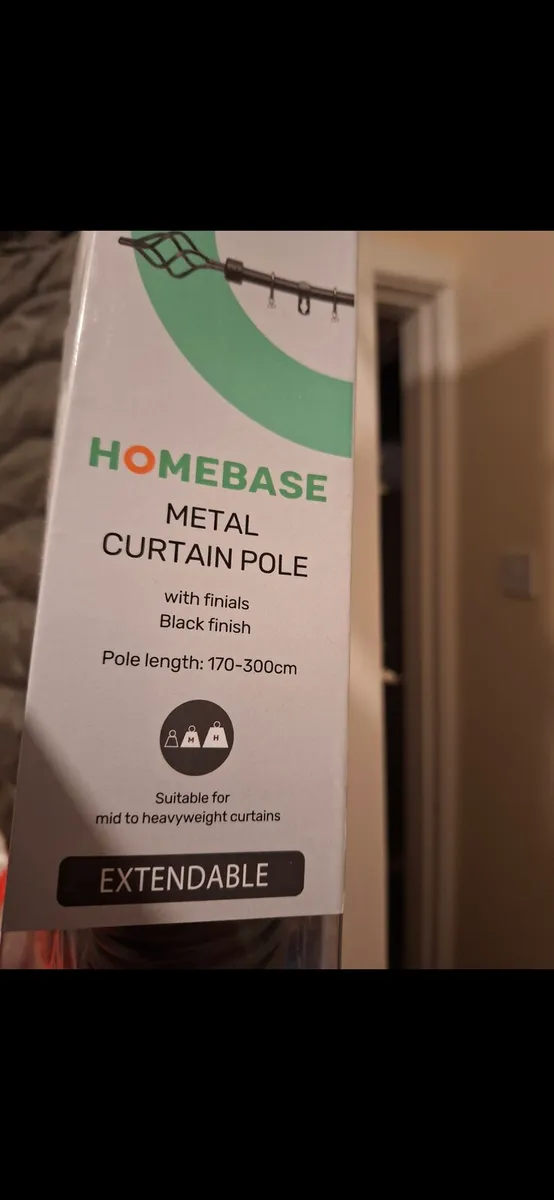 HOMEBASE
METAL
CURTAIN POLE
with finials
Black finish
Pole length: 170-300cm
M H
Suitable for
mid to heavyweight curtains
EXTENDABLE